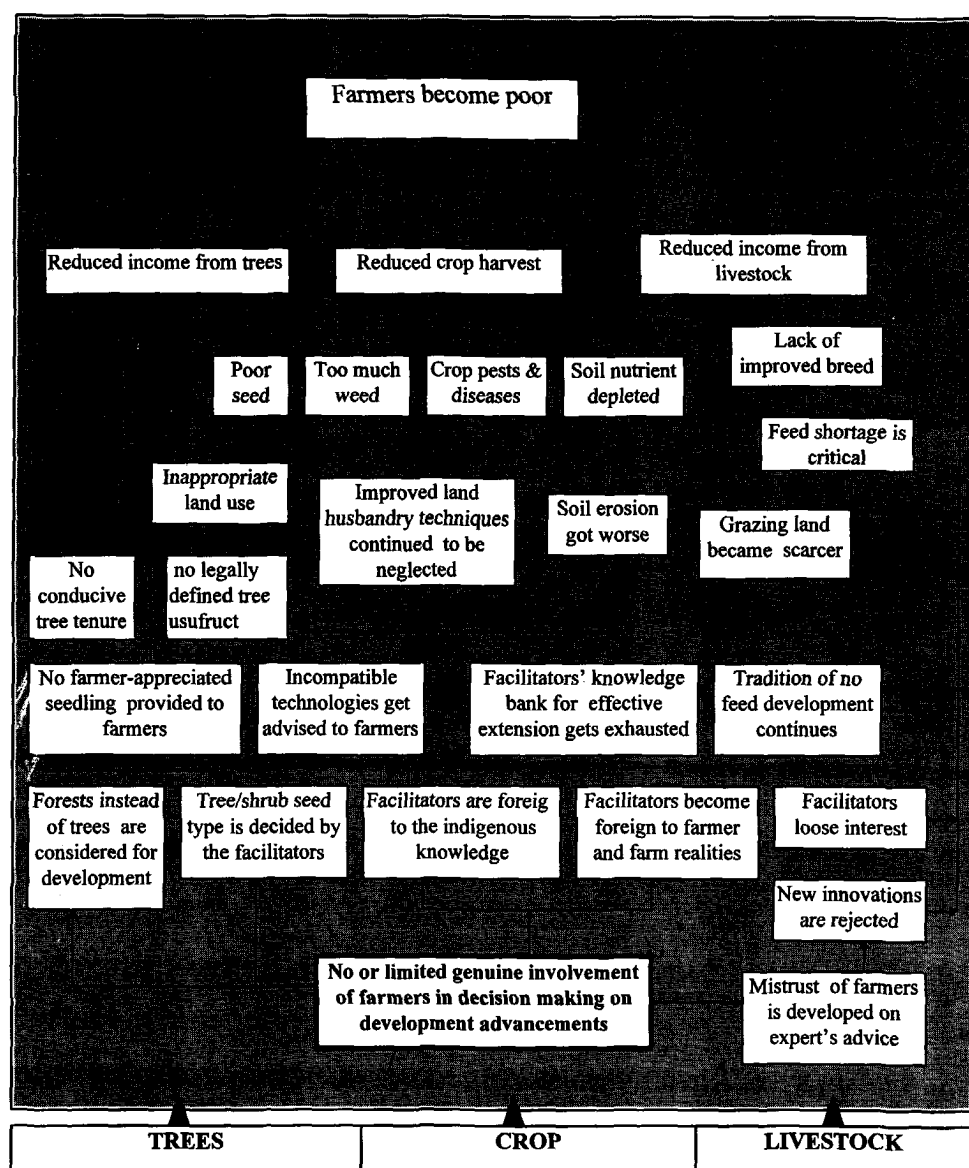 Farmers become poor
Reduced income from trees
Reduced crop harvest
Reduced income from
livestock
Lack of
improved breed
Poor
seed
Too much
weed
Crop pests &
diseases
Soil nutrient
depleted
Feed shortage is
critical
Inappropriate
land use
Improved land
husbandry techniques
continued to be
neglected
Soil erosion
got worse
Grazing land
became scarcer
No
conducive
tree tenure
no legally
defined tree
usufruct
No farmer-appreciated
seedling provided to
farmers
Incompatible
technologies get
advised to farmers
Facilitators' knowledge
bank for effective
extension gets exhausted
Tradition of no
feed development
continues
Forests instead
of trees are
considered for
development
Tree/shrub seed
type is decided by
the facilitators
Facilitators are foreig
to the indigenous
knowledge
Facilitators become
foreign to farmer
and farm realities
Facilitators
loose interest
New innovations
are rejected
No or limited genuine involvement
of farmers in decision making on
development advancements
Mistrust of farmers
is developed on
expert's advice
TREES
CROP
LIVESTOCK